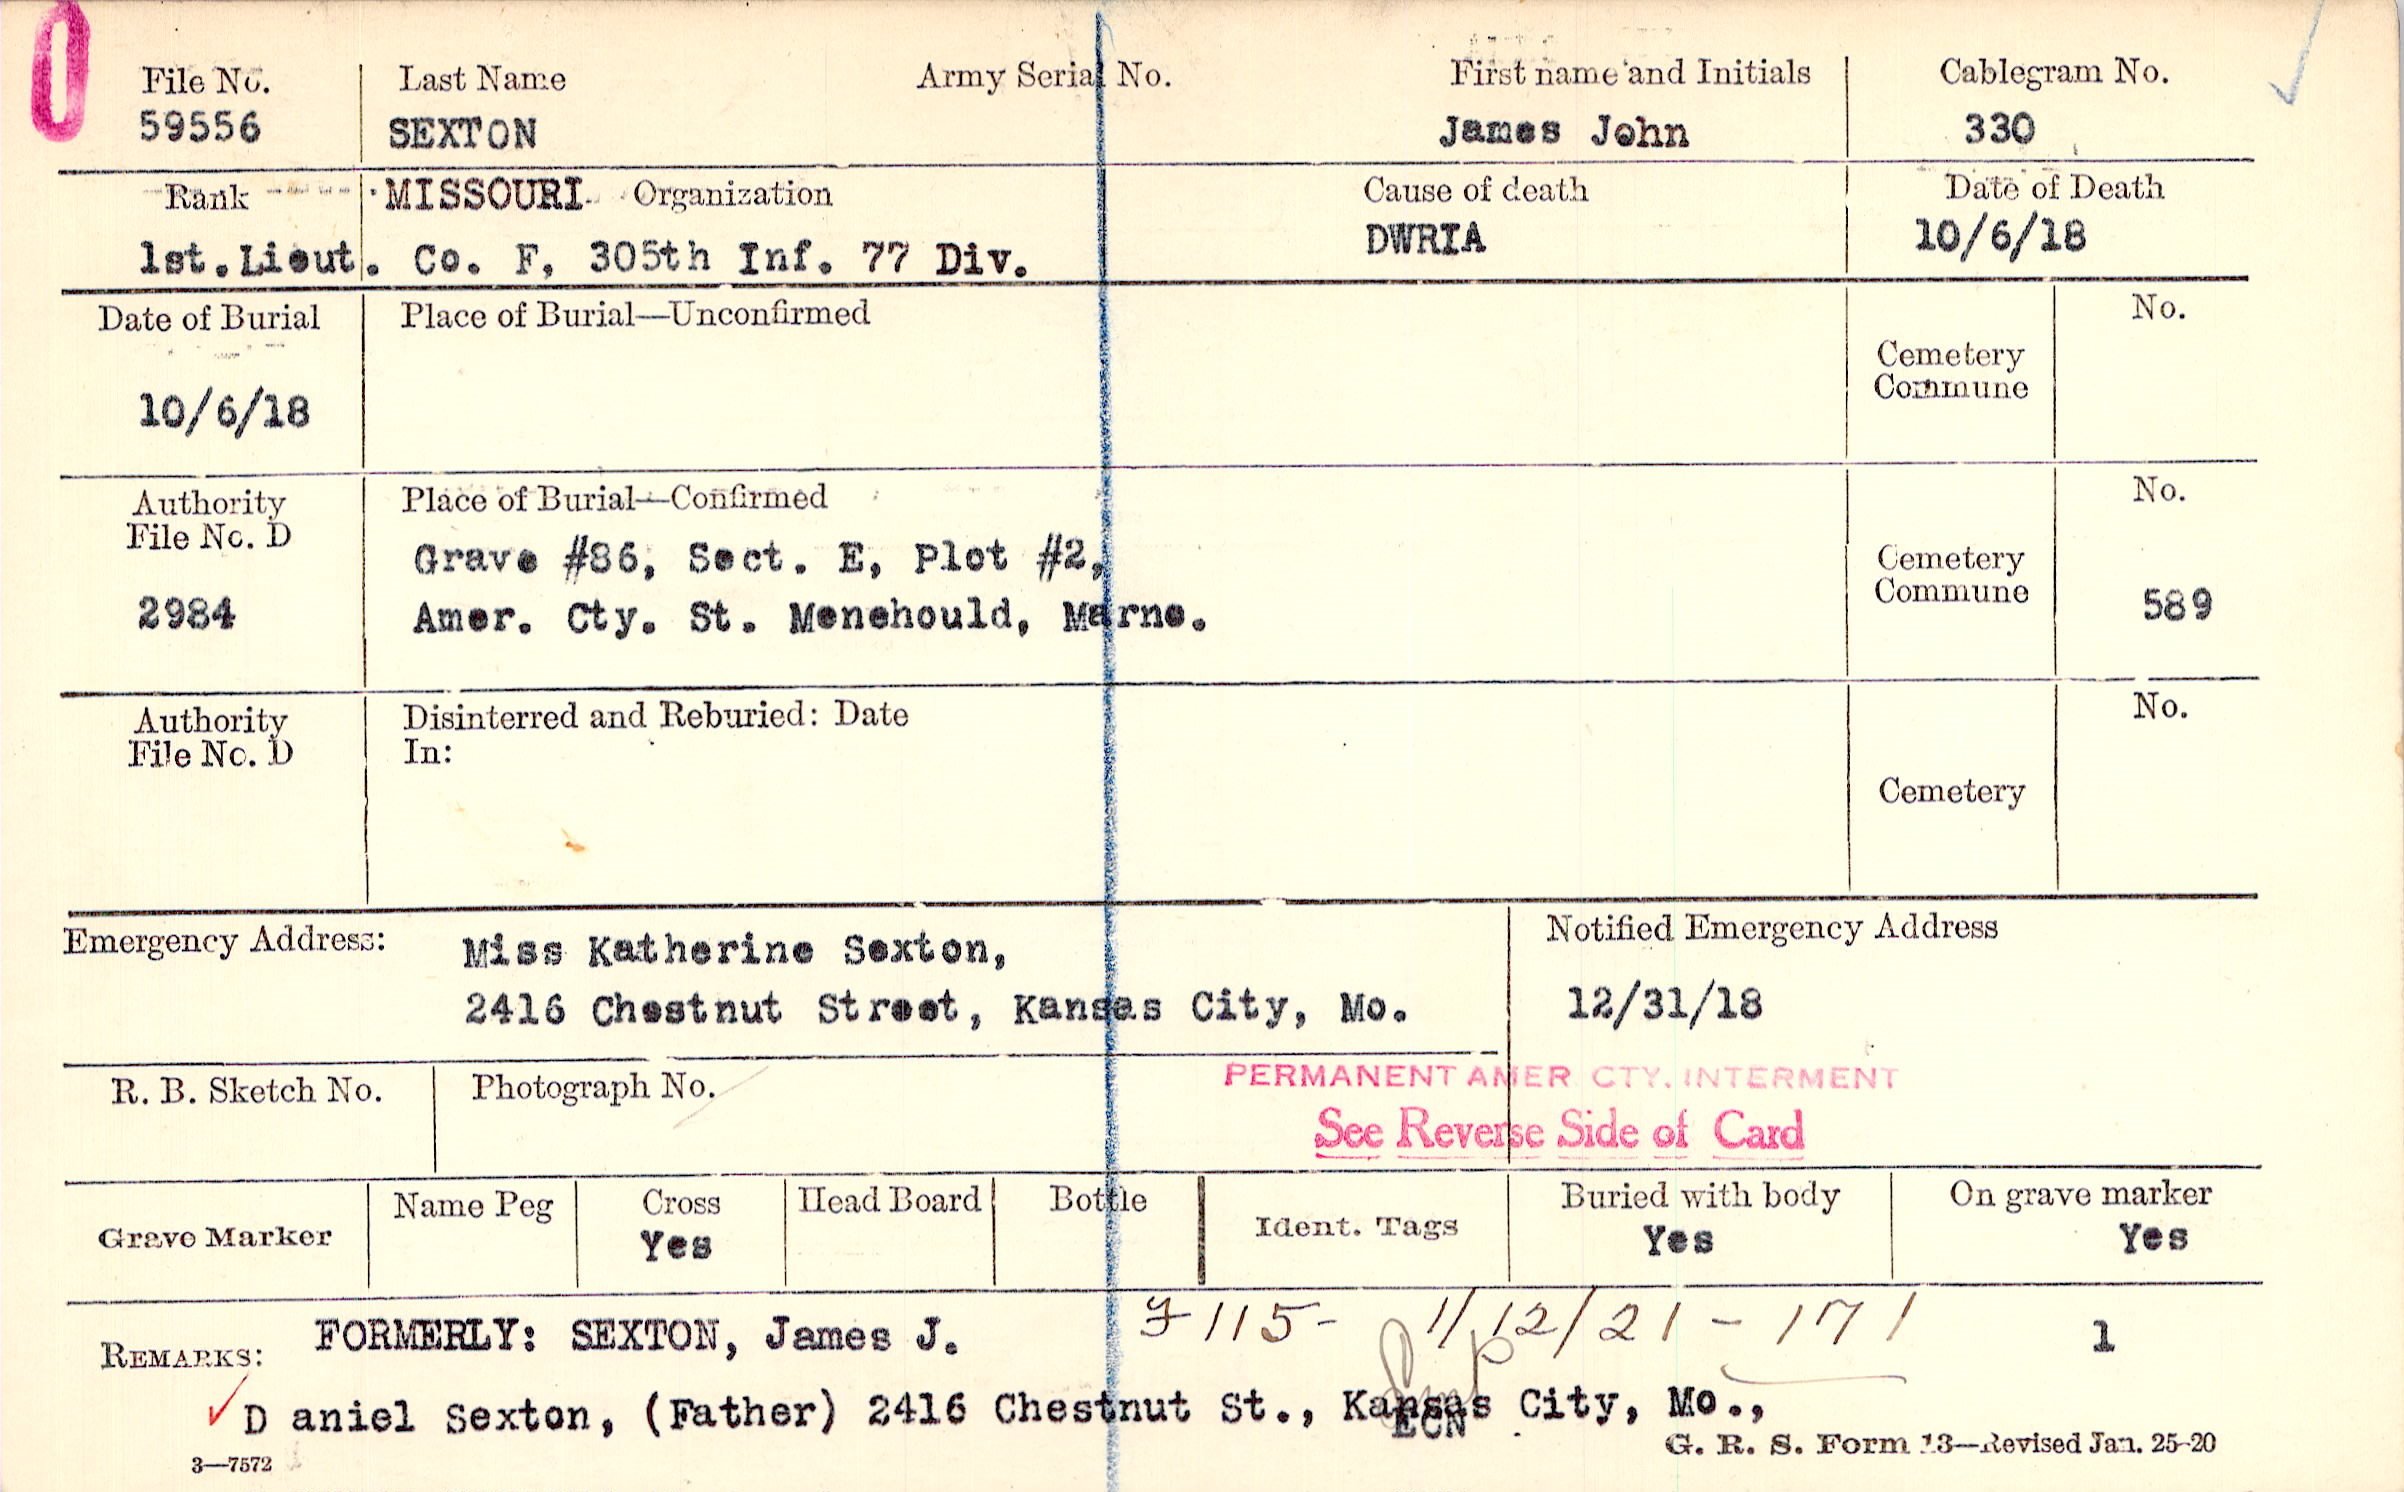 File No. Last Name Army Serial No. First name and Initials Cablegram No.
59556 SEXTON James John 330
Rank MISSOURI Organization Cause of death Date of Death
1st.Lieut. Co. F, 305th Inf. 77 Div. DWRIA 10/6/18
Date of Burial Place of Burial—Unconfirmed No.
Cemetery
Commune
10/6/18
Authority Place of Burial—Confirmed No.
File No. D
Grave #86, Sect. E, Plot #2, Cemetery
Commune
2984 Amer. Cty. St. Menehould, Marne. 589
Authority Disinterred and Reburied: Date No.
File No. D In:
Cemetery
Emergency Address: Miss Katherine Sexton, Notified Emergency Address
2416 Chestnut Street, Kansas City, Mo. 12/31/18
R. B. Sketch No. Photograph No. PERMANENT AMER CTY. INTERMENT
See Reverse Side of Card
Grave Marker Name Peg Cross Head Board Bottle Ident. Tags Buried with body On grave marker
Yes Yes Yes
REMARKS: FORMERLY: SEXTON, James J. 115- 1/12/21 - 171 1
D aniel Sexton, (Father) 2416 Chestnut St., Kansas City, Mo.,
ECN
3—7572 G. R. S. Form 13—Revised Jan. 25-20